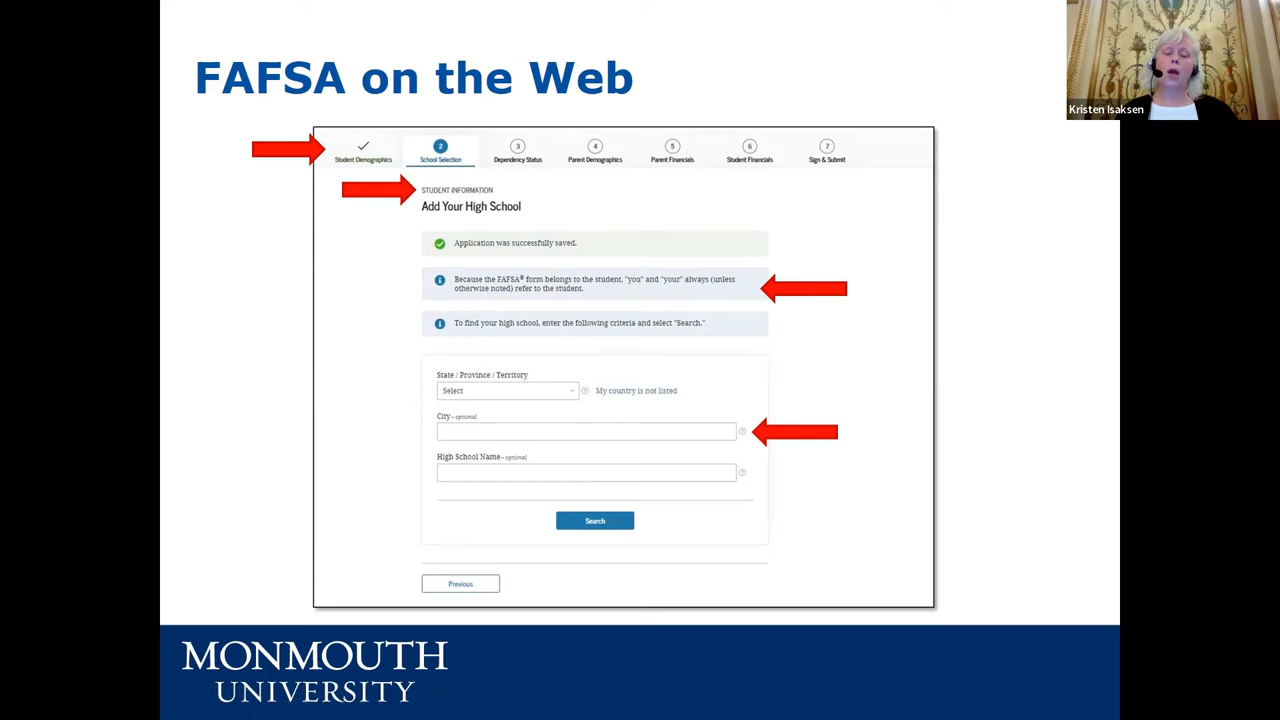 FAFSA on the Web
Kristen Isaksen
2 3 4 5 6 7
Student Demographics School Selection Dependency Status Parent Demographics Parent Financials Student Financials Sign & Submit
STUDENT INFORMATION
Add Your High School
Application was successfully saved.
Because the FAFSA® form belongs to the student, "you" and "your" always (unless
otherwise noted) refer to the student.
To find your high school, enter the following criteria and select "Search."
State / Province / Territory
Select ? My country is not listed
City - optional
?
High School Name - optional
?
Search
Previous
MONMOUTH
UNIVERSITY